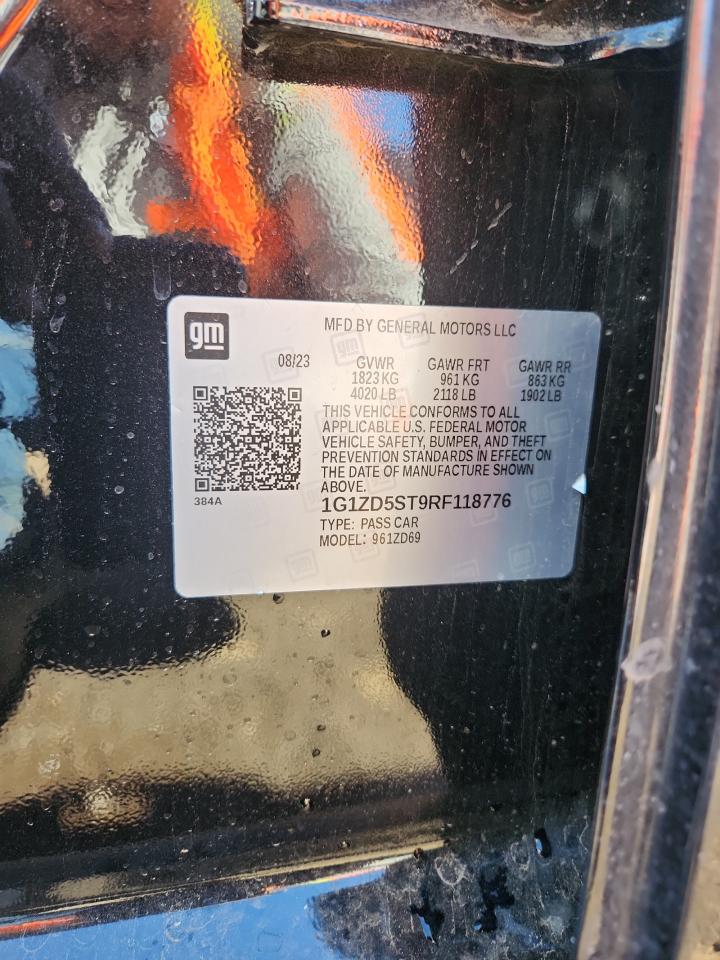 gm
MFD BY GENERAL MOTORS LLC
08/23 GVWR GAWR FRT GAWR RR
1823 KG 961 KG 863 KG
4020 LB 2118 LB 1902 LB
THIS VEHICLE CONFORMS TO ALL
APPLICABLE U.S. FEDERAL MOTOR
VEHICLE SAFETY, BUMPER, AND THEFT
PREVENTION STANDARDS IN EFFECT ON
THE DATE OF MANUFACTURE SHOWN
ABOVE.
384A
1G1ZD5ST9RF118776
TYPE: PASS CAR
MODEL: 961ZD69